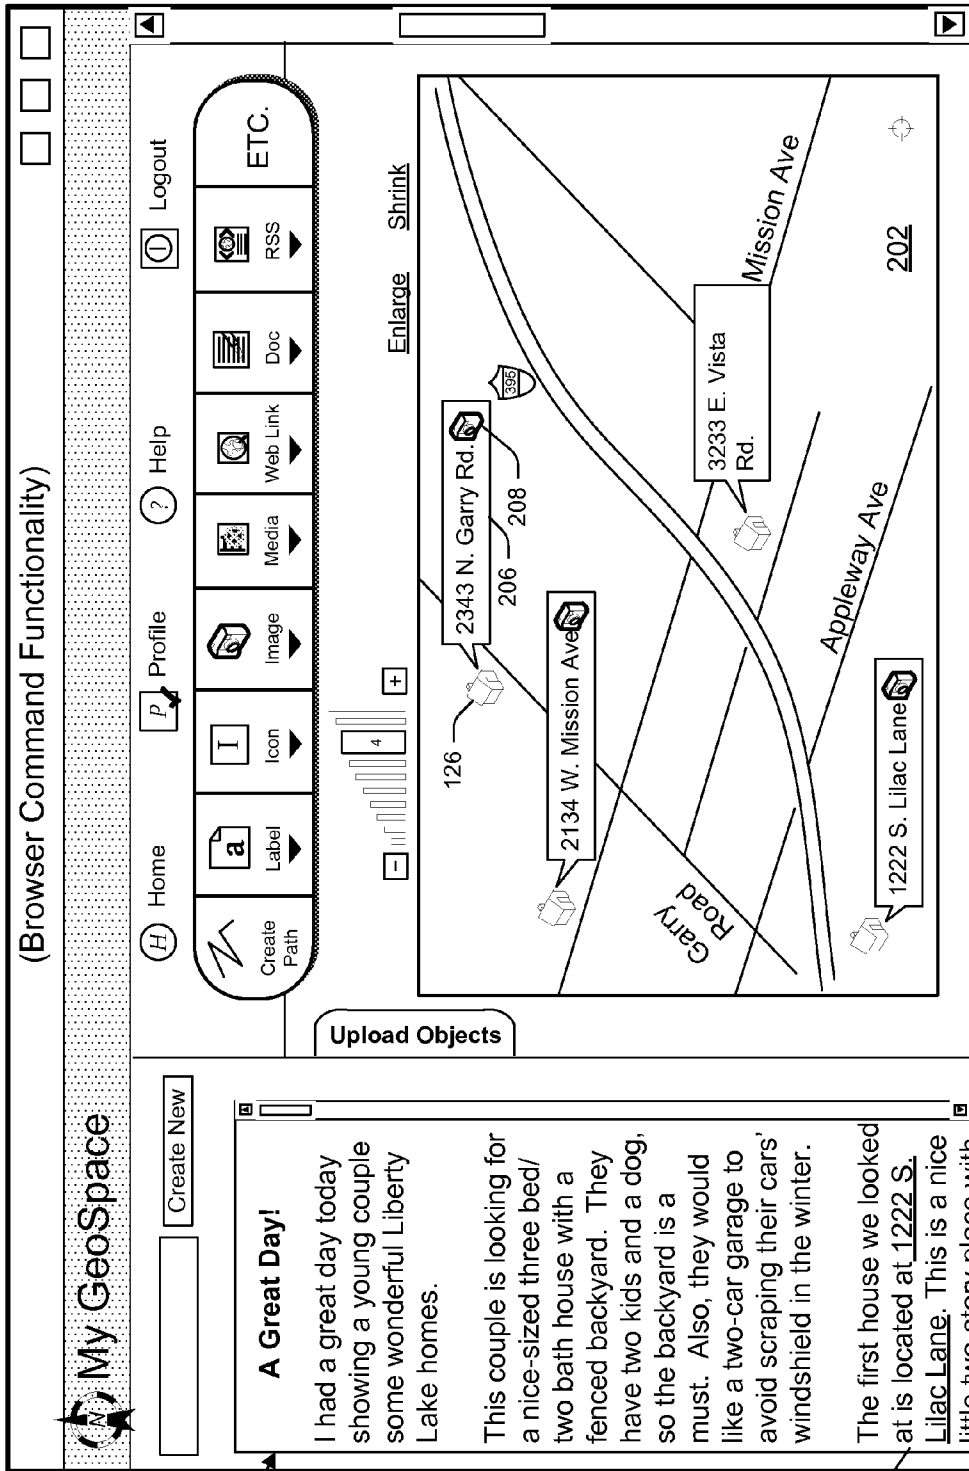 (Browser Command Functionality)
N My GeoSpace
Create New
H Home
P Profile
? Help
Logout
Create
Path
a
Label
I
Icon
Image
Media
Web Link
Doc
RSS
ETC.
Upload Objects
−
4
+
Enlarge
Shrink
A Great Day!
I had a great day today
showing a young couple
some wonderful Liberty
Lake homes.
This couple is looking for
a nice-sized three bed/
two bath house with a
fenced backyard. They
have two kids and a dog,
so the backyard is a
must. Also, they would
like a two-car garage to
avoid scraping their cars’
windshield in the winter.
The first house we looked
at is located at 1222 S.
Lilac Lane. This is a nice
little two story place with
126
2343 N. Garry Rd.
206
208
395
2134 W. Mission Ave
3233 E. Vista
Rd.
Mission Ave
Garry
Road
Appleway Ave
1222 S. Lilac Lane
202